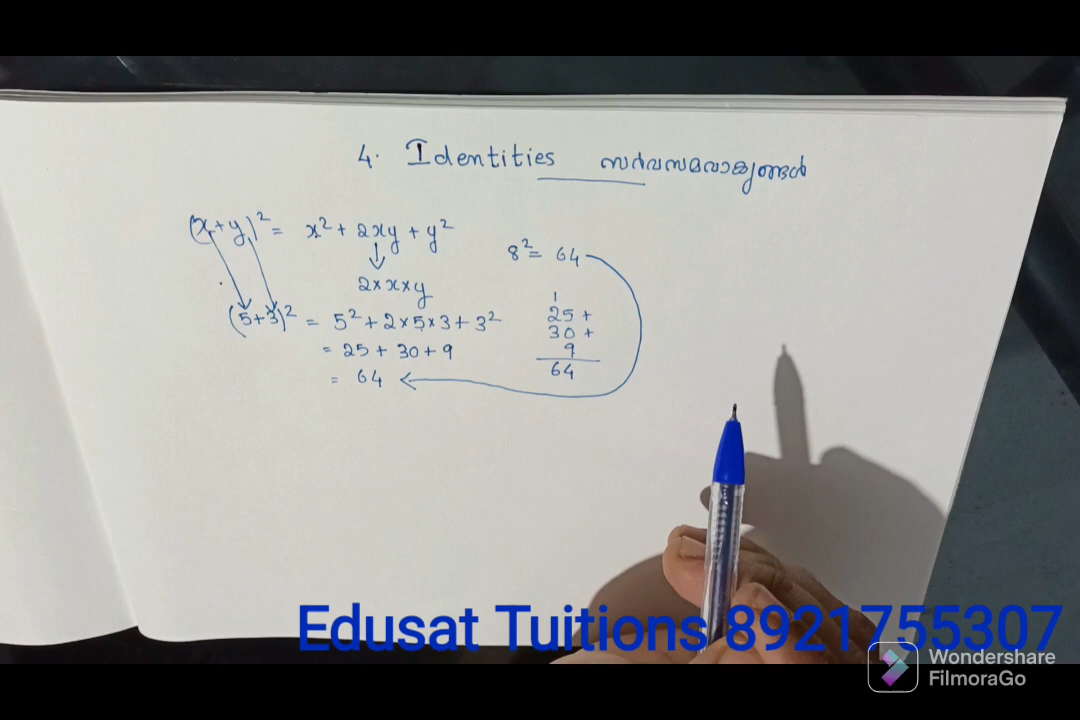 4. Identities സർവസമവാക്യങ്ങൾ
(x+y)² = x² + 2xy + y²
2×x×y
8² = 64
(5+3)² = 5² + 2×5×3 + 3²
= 25 + 30 + 9
= 64
1
25 +
30 +
9
64
Edusat Tuitions 8921755307
Wondershare
FilmoraGo